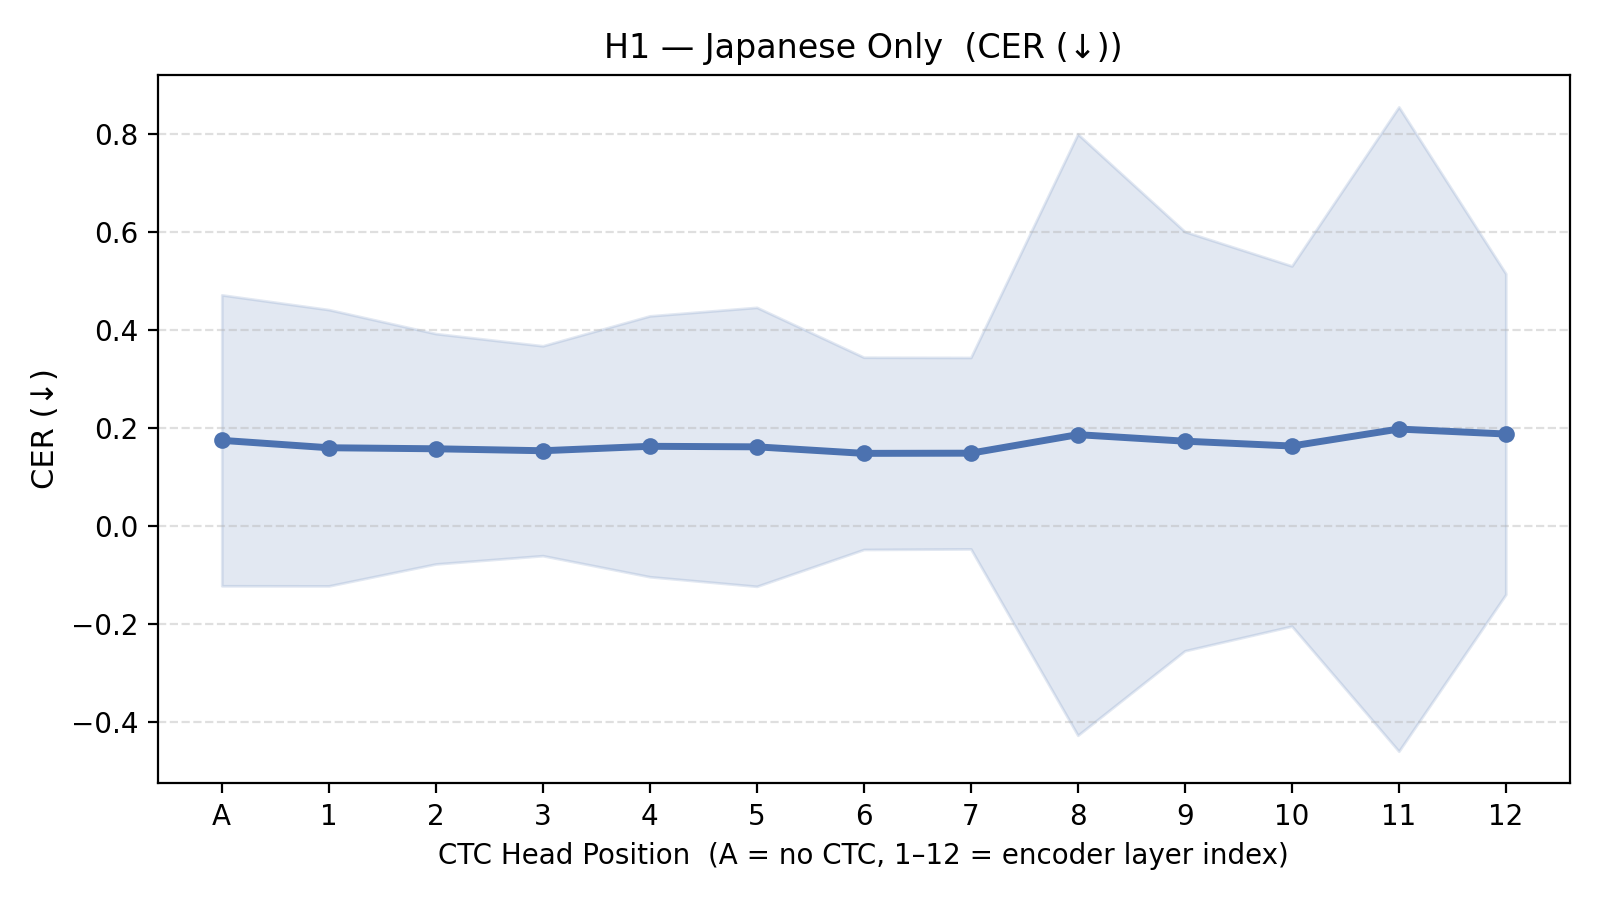 H1 — Japanese Only  (CER (↓))
CER (↓)
0.8
0.6
0.4
0.2
0.0
−0.2
−0.4
A 1 2 3 4 5 6 7 8 9 10 11 12
CTC Head Position  (A = no CTC, 1–12 = encoder layer index)